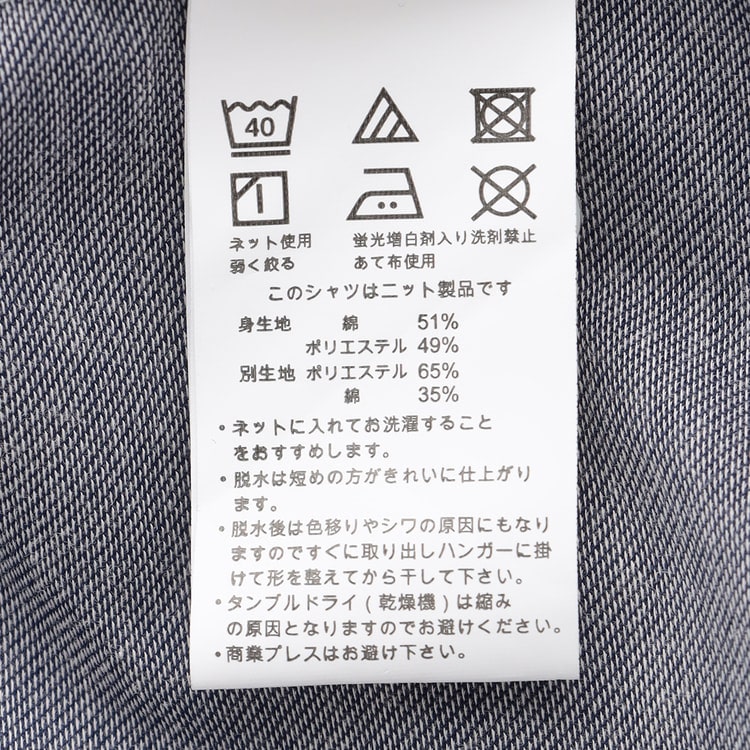 40
ネット使用 蛍光増白剤入り洗剤禁止
弱く絞る あて布使用
このシャツはニット製品です
身生地 綿 51%
ポリエステル 49%
別生地 ポリエステル 65%
綿 35%
・ネットに入れてお洗濯すること
をおすすめします。
・脱水は短めの方がきれいに仕上がり
ます。
・脱水後は色移りやシワの原因にもなり
ますのですぐに取り出しハンガーに掛
けて形を整えてから干して下さい。
・タンブルドライ(乾燥機)は縮み
の原因となりますのでお避けください。
・商業プレスはお避け下さい。